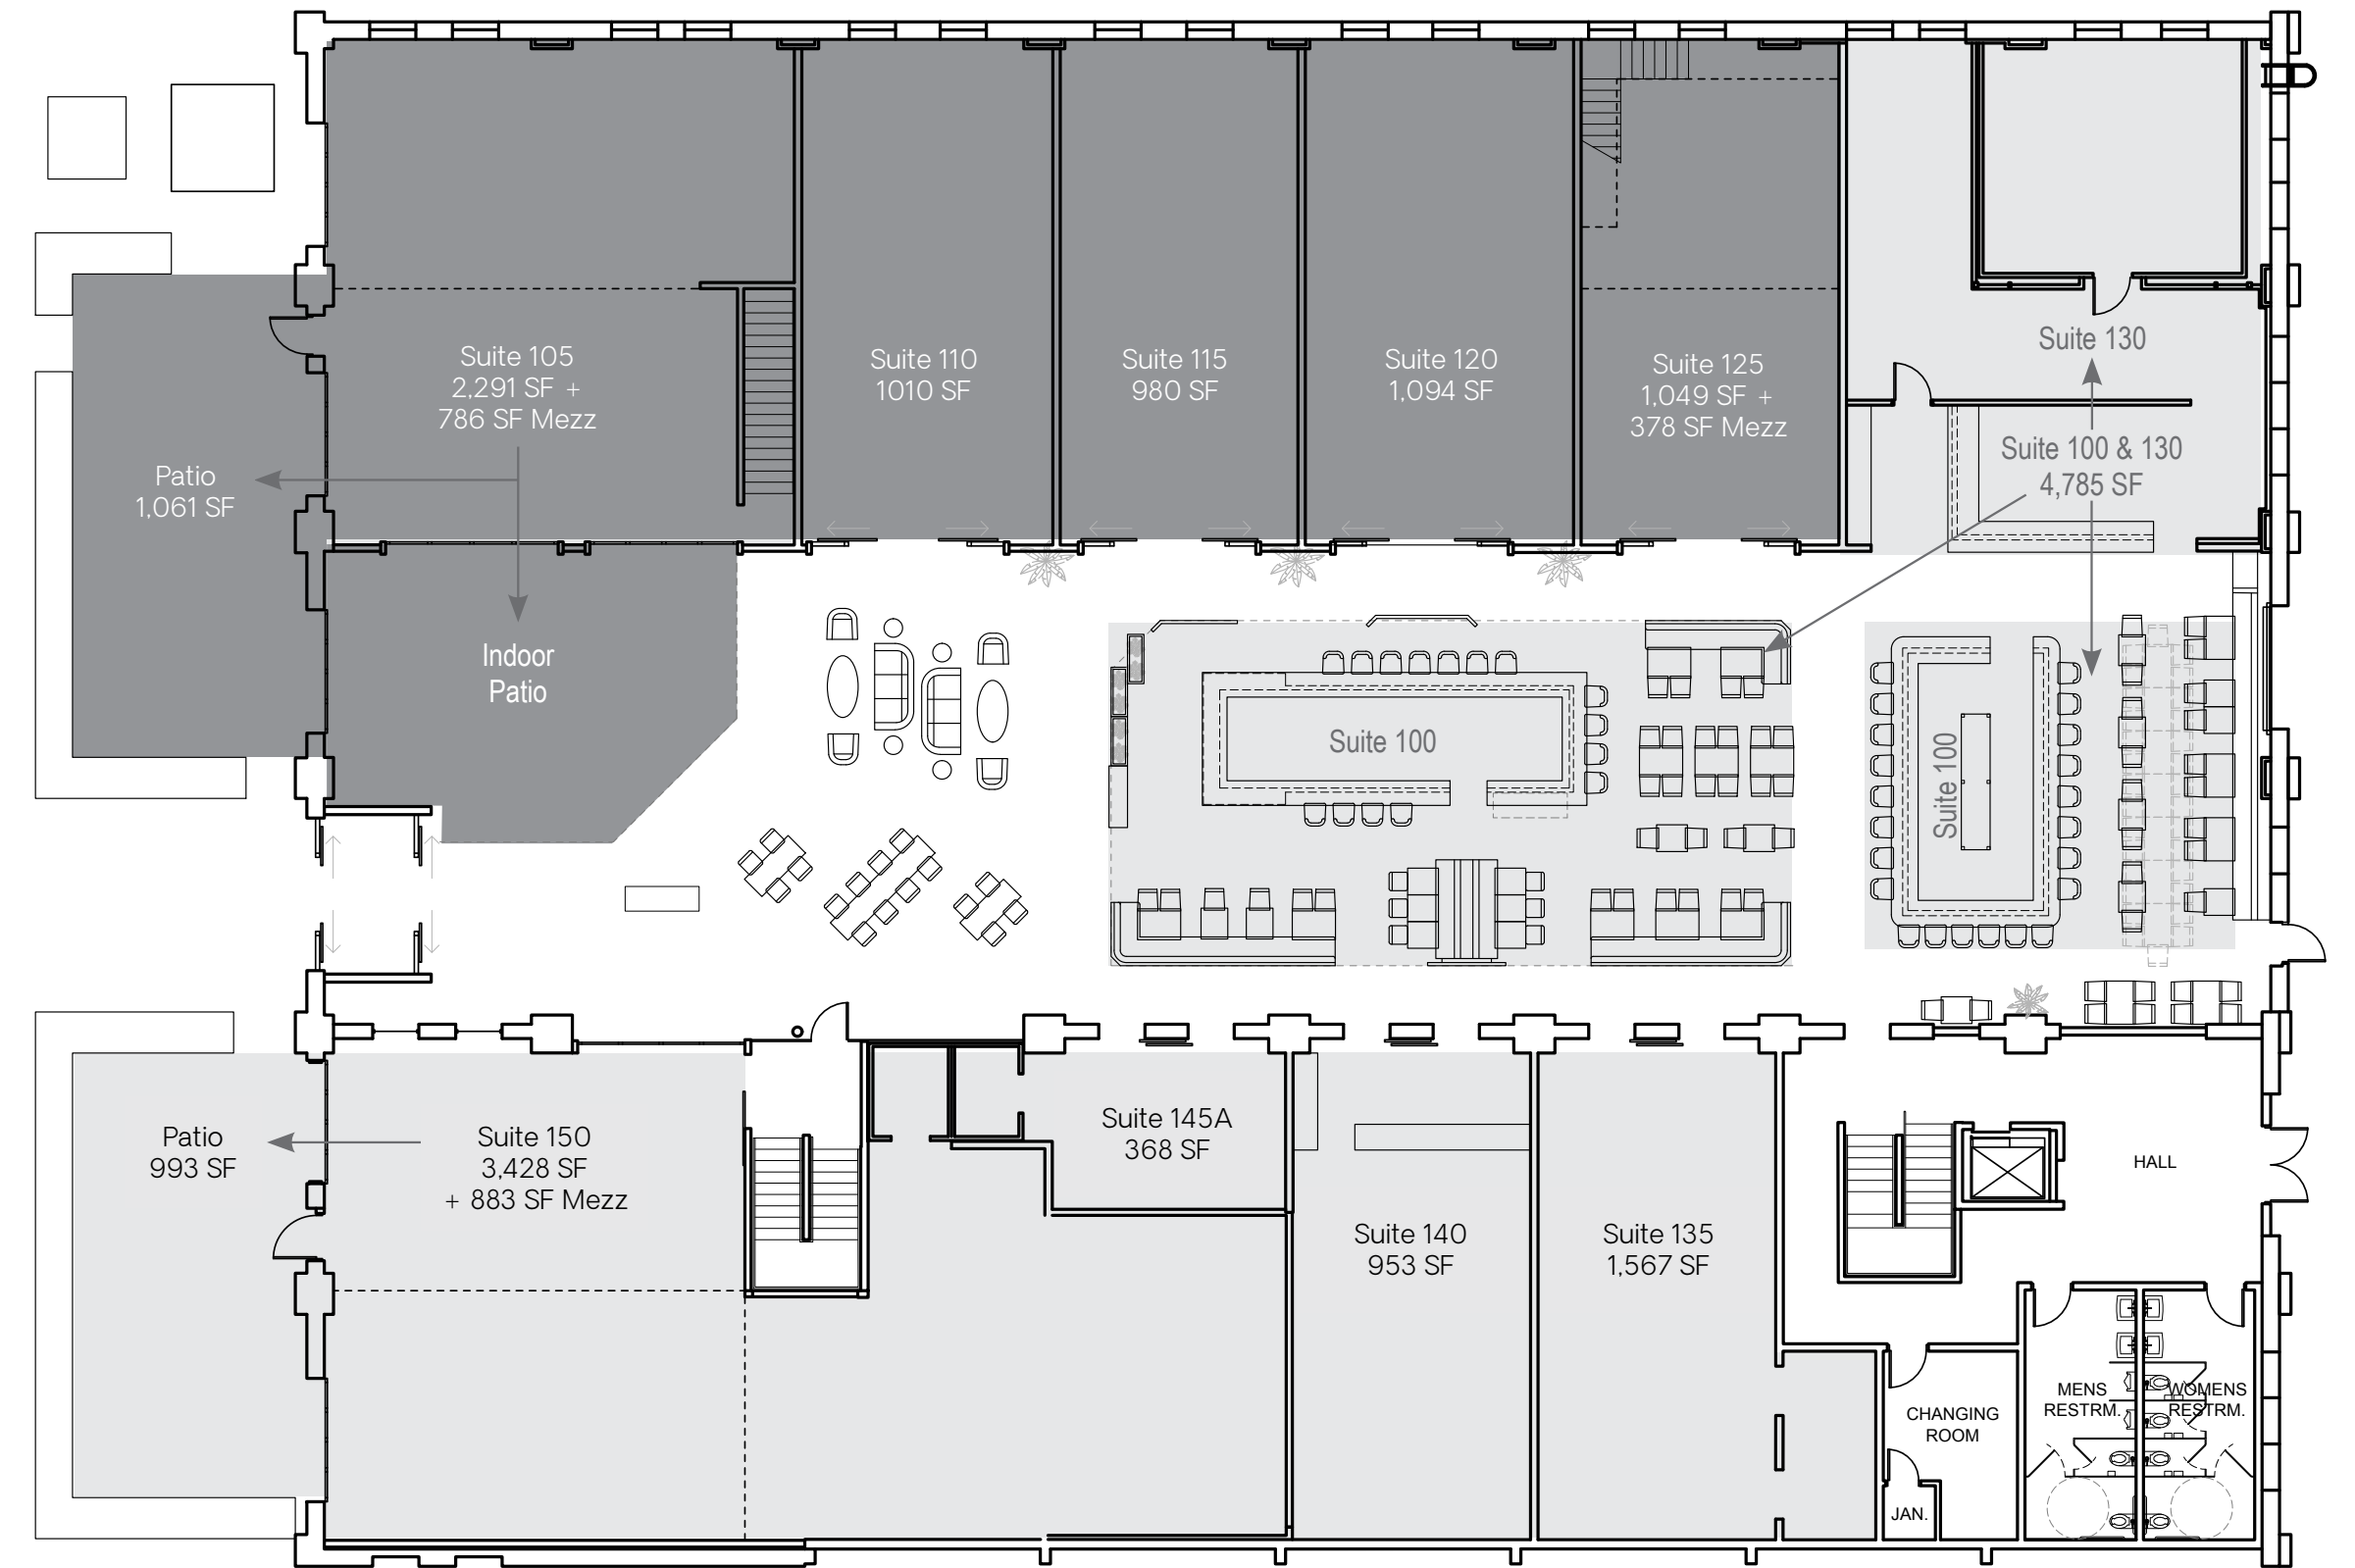 Suite 105
2,291 SF +
786 SF Mezz
Suite 110
1010 SF
Suite 115
980 SF
Suite 120
1,094 SF
Suite 125
1,049 SF +
378 SF Mezz
Suite 130
Suite 100 & 130
4,785 SF
Patio
1,061 SF
Indoor
Patio
Suite 100
Suite 100
Patio
993 SF
Suite 150
3,428 SF
+ 883 SF Mezz
Suite 145A
368 SF
Suite 140
953 SF
Suite 135
1,567 SF
HALL
CHANGING
ROOM
JAN.
MENS
RESTRM.
WOMENS
RESTRM.